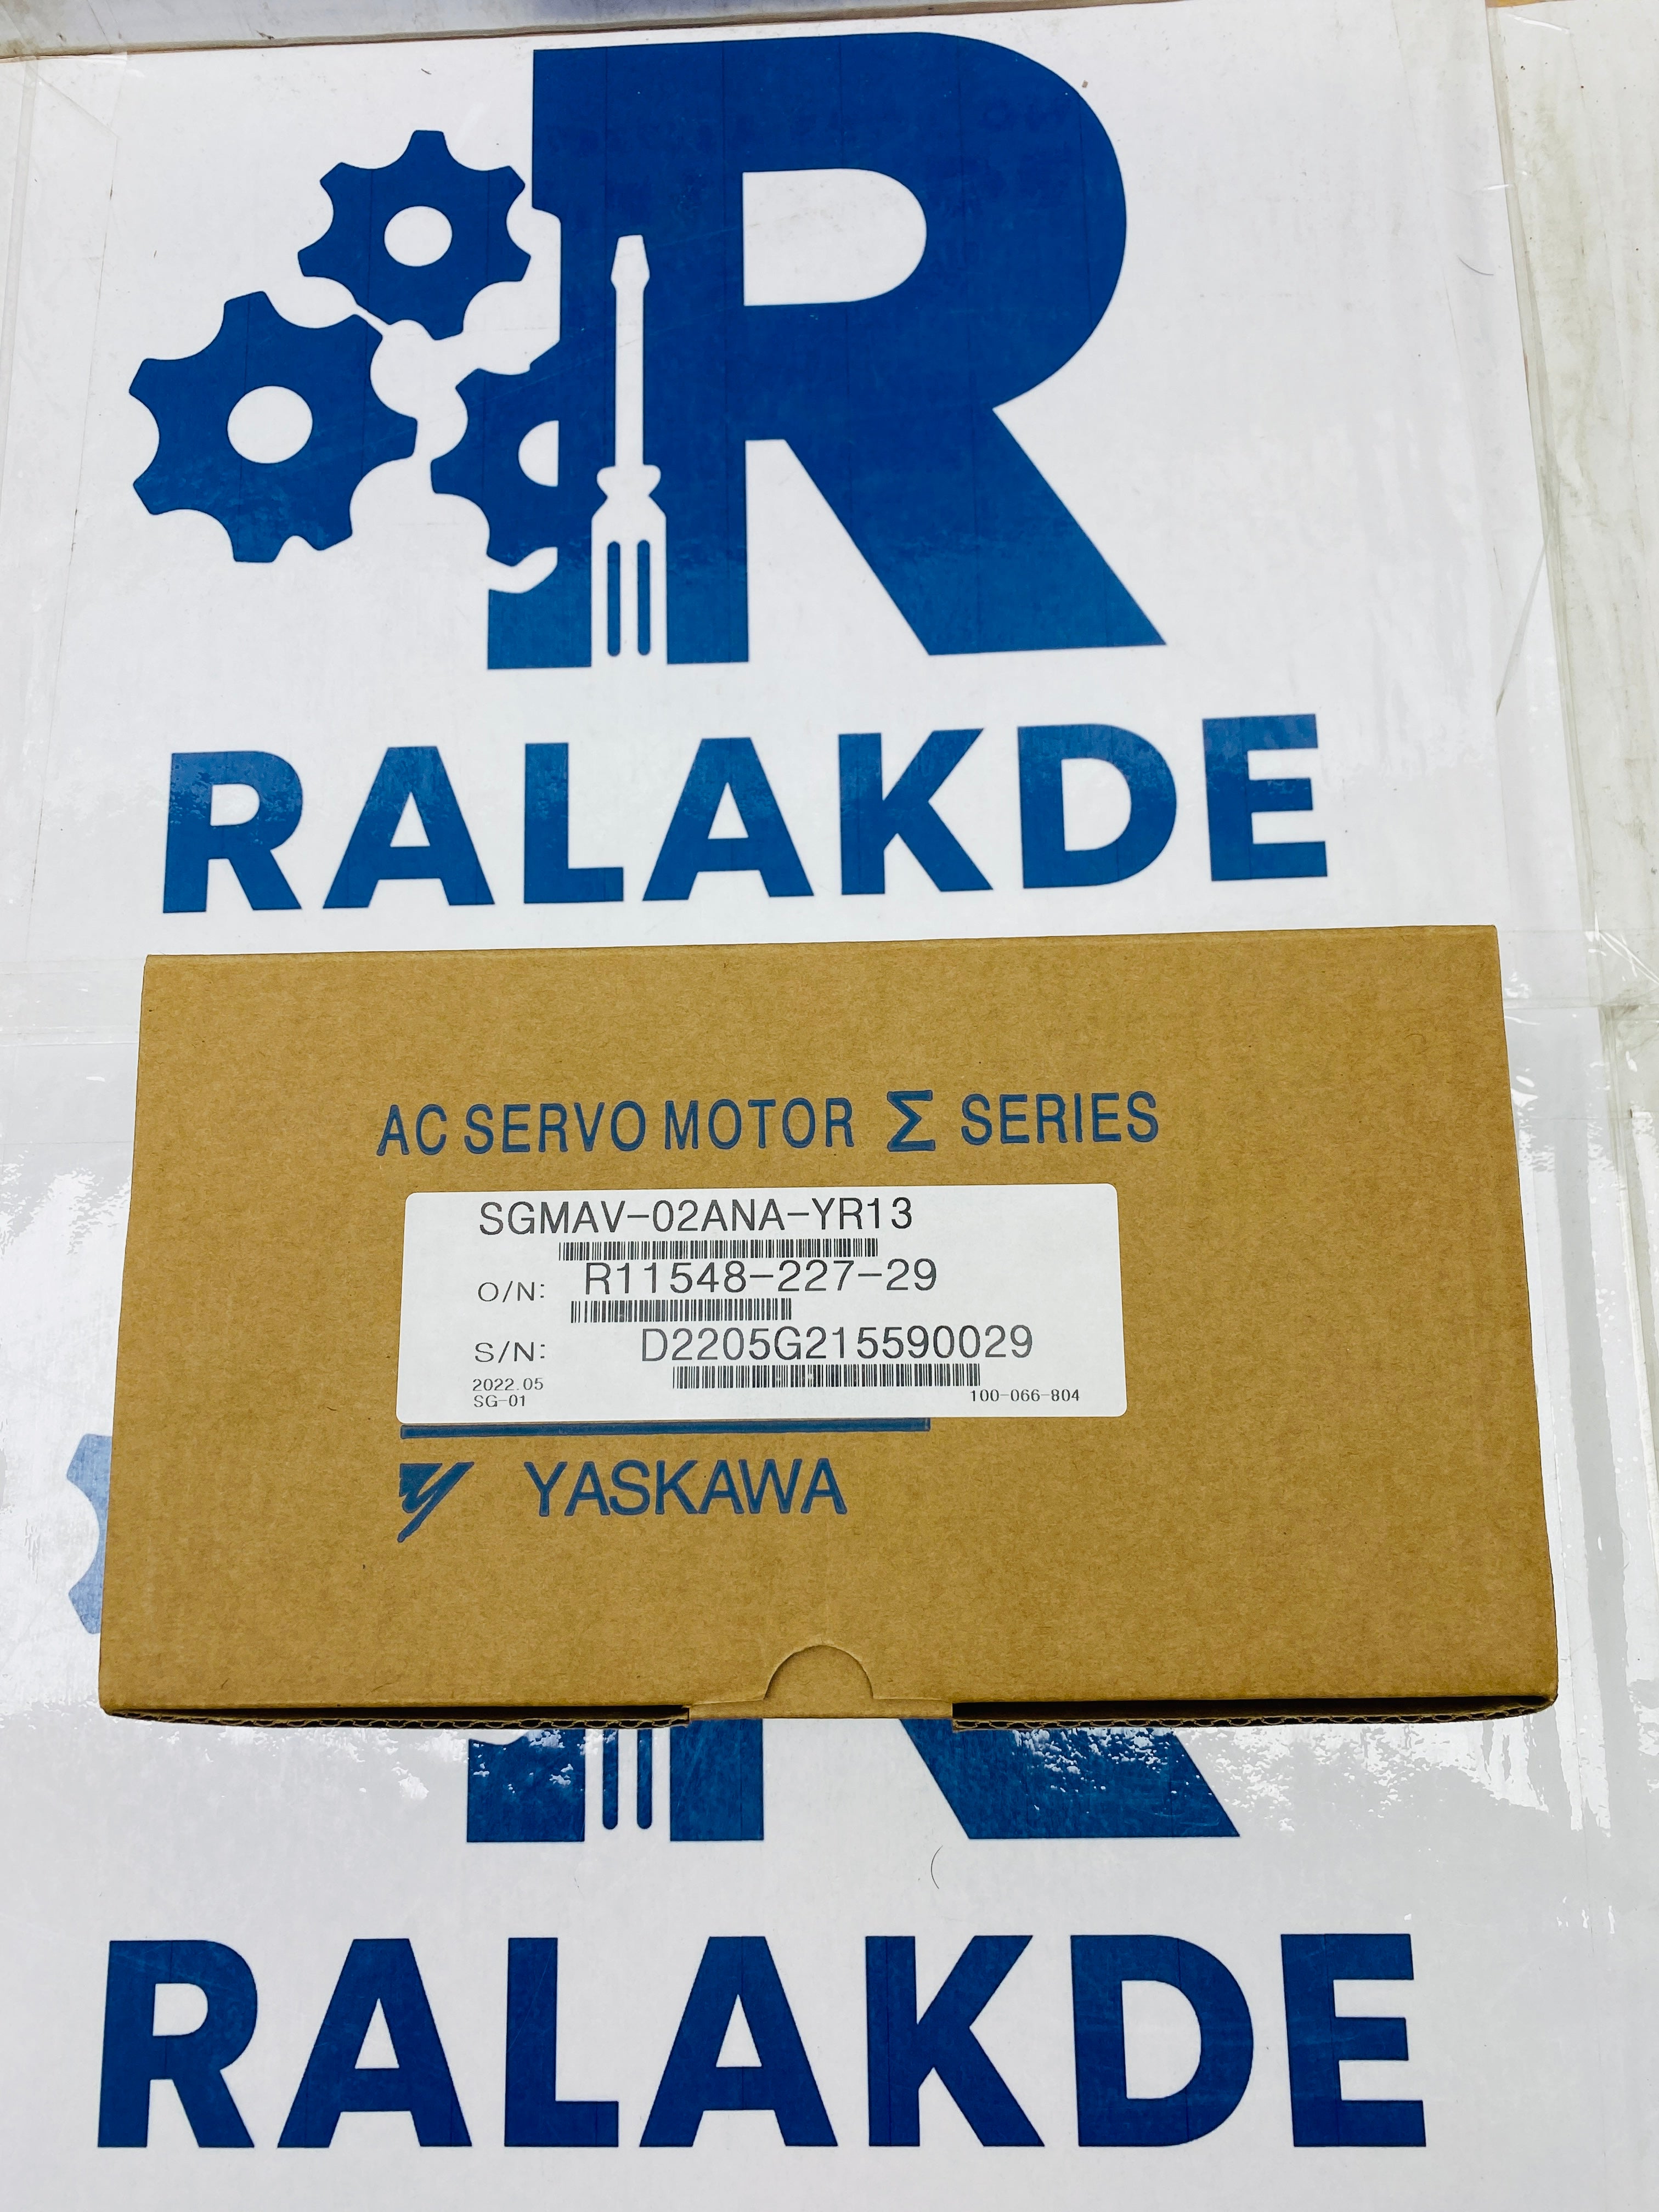 R
RALAKDE
AC SERVO MOTOR Σ SERIES
SGMAV-02ANA-YR13
O/N: R11548-227-29
S/N: D2205G215590029
2022.05
SG-01 100-066-804
YASKAWA
RALAKDE